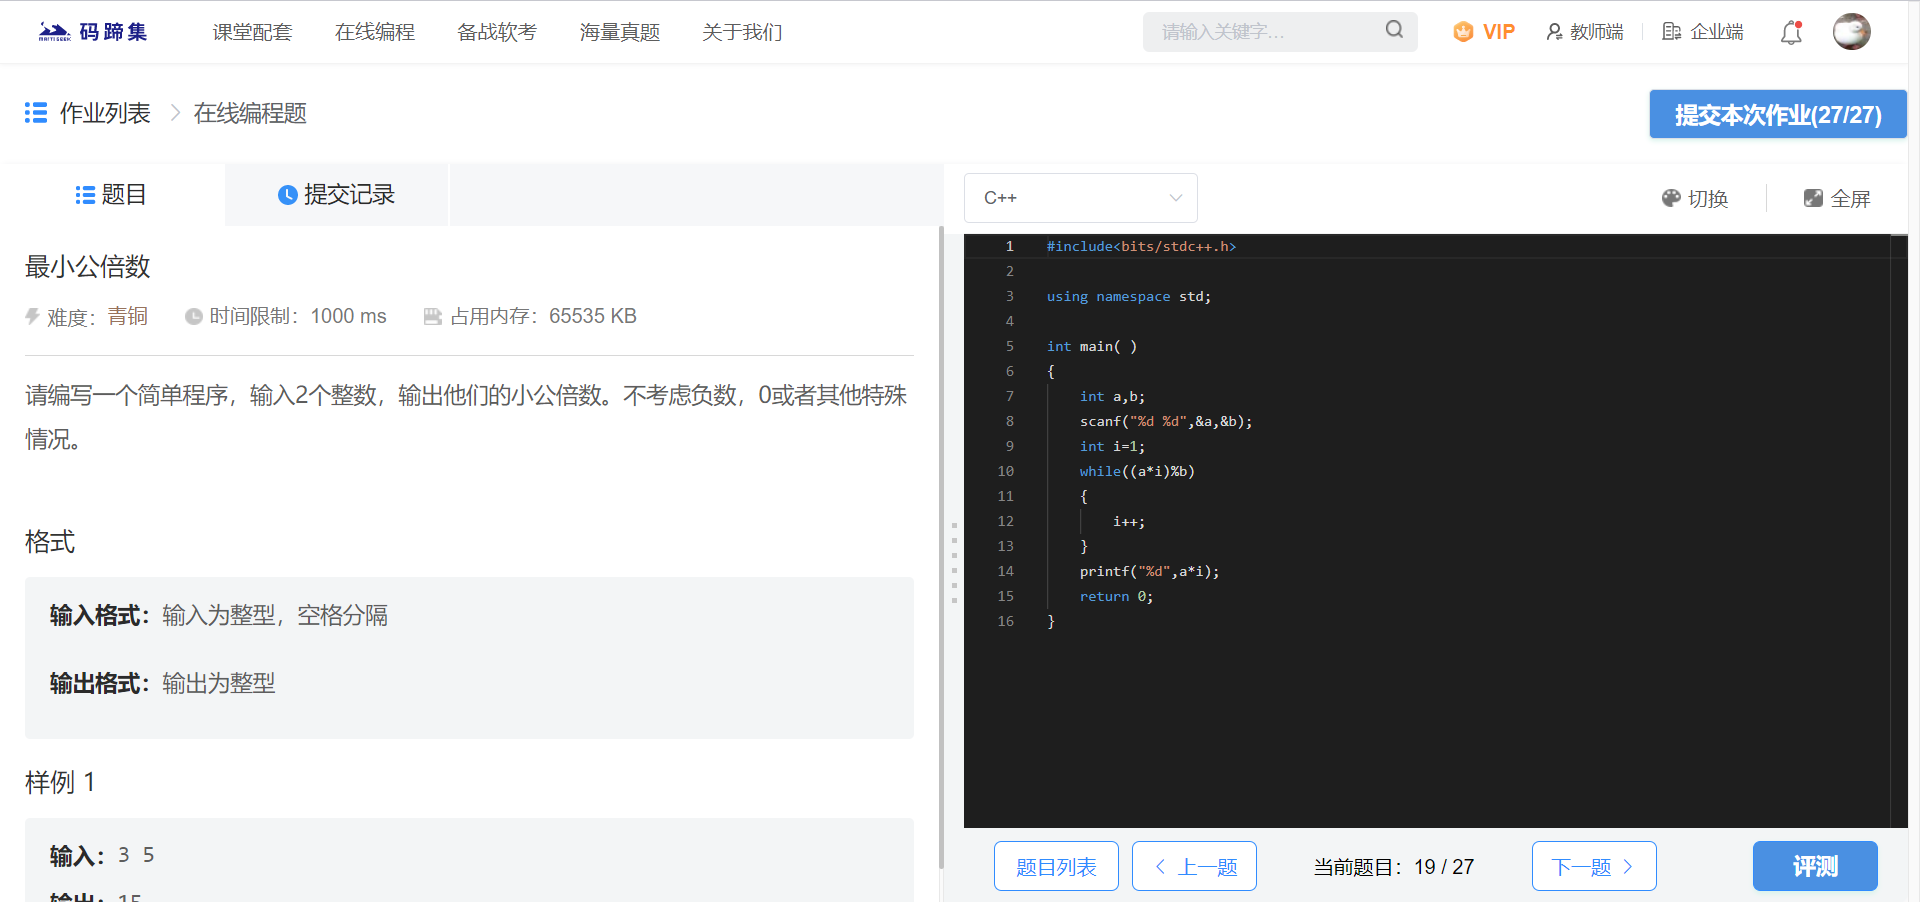 MAITI GEEK 码蹄集 课堂配套 在线编程 备战软考 海量真题 关于我们 请输入关键字... VIP 教师端 企业端
作业列表 > 在线编程题 提交本次作业(27/27)
题目 提交记录
最小公倍数
难度：青铜 时间限制：1000 ms 占用内存：65535 KB
请编写一个简单程序，输入2个整数，输出他们的小公倍数。不考虑负数，0或者其他特殊
情况。
格式
输入格式：输入为整型，空格分隔
输出格式：输出为整型
样例 1
输入：3 5
输出：15
C++ 切换 全屏
1 #include<bits/stdc++.h>
2
3 using namespace std;
4
5 int main( )
6 {
7 int a,b;
8 scanf("%d %d",&a,&b);
9 int i=1;
10 while((a*i)%b)
11 {
12 i++;
13 }
14 printf("%d",a*i);
15 return 0;
16 }
题目列表 < 上一题 当前题目：19 / 27 下一题 > 评测